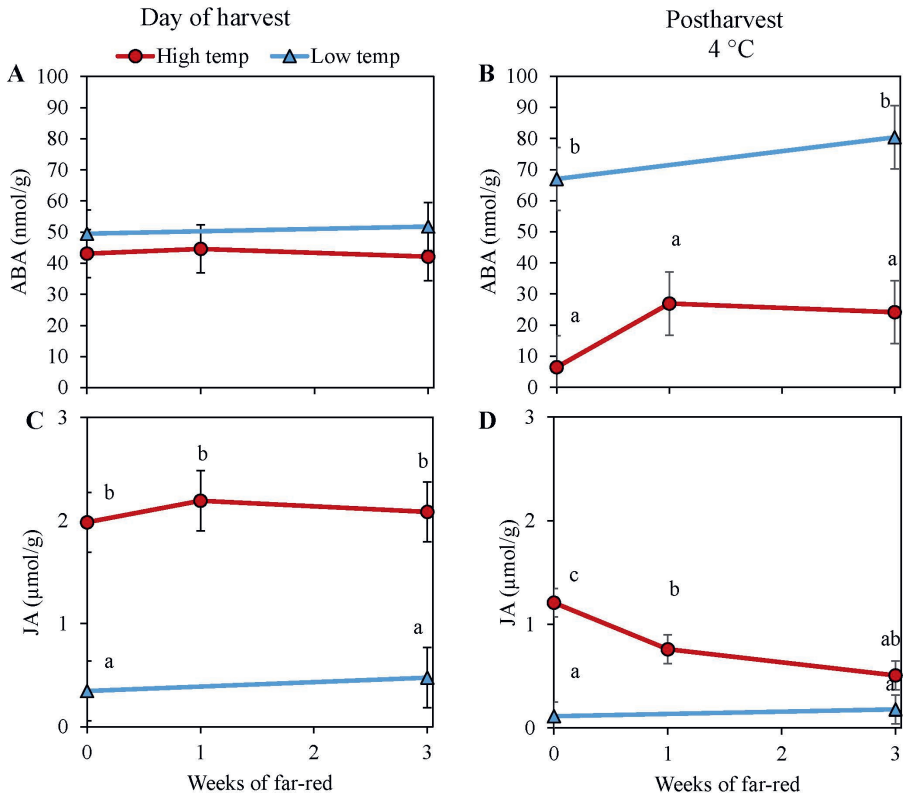 Day of harvest
Postharvest
4 °C
High temp
Low temp
A
100
90
80
70
60
50
40
30
20
10
0
ABA (nmol/g)
B
100
90
80
70
60
50
40
30
20
10
0
ABA (nmol/g)
b
b
a
a
a
C
3
2
1
0
JA (µmol/g)
b
b
b
a
a
0
1
2
3
Weeks of far-red
D
3
2
1
0
JA (µmol/g)
c
b
ab
a
a
0
1
2
3
Weeks of far-red